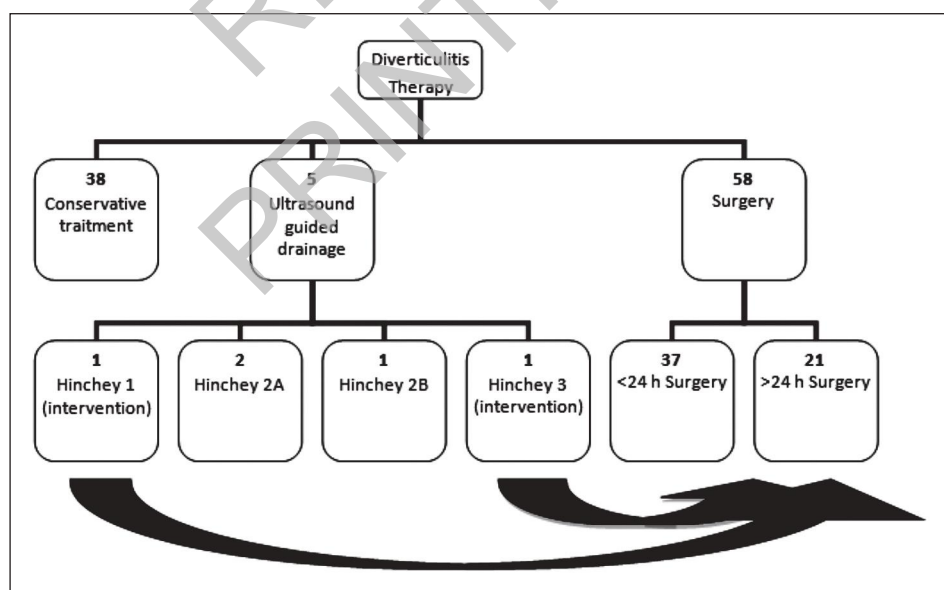 Diverticulitis
Therapy
38
Conservative
traitment
5
Ultrasound
guided
drainage
58
Surgery
1
Hinchey 1
(intervention)
2
Hinchey 2A
1
Hinchey 2B
1
Hinchey 3
(intervention)
37
<24 h Surgery
21
>24 h Surgery